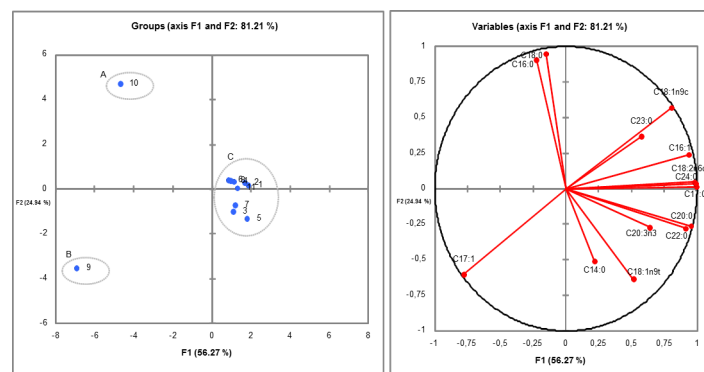 Groups (axis F1 and F2: 81.21 %)
6
4
2
0
-2
-4
-6
F2 (24.94 %)
A
10
C
2
1
7
3
5
B
9
-8
-6
-4
-2
0
2
4
6
8
F1 (56.27 %)
Variables (axis F1 and F2: 81.21 %)
1
0,75
0,5
0,25
0
-0,25
-0,5
-0,75
-1
F2 (24.94 %)
C18:0
C16:0
C18:1n9c
C23:0
C16:1
C18:2n6c
C24:0
C20:0
C20:3n3
C22:0
C17:1
C14:0
C18:1n9t
-1
-0,75
-0,5
-0,25
0
0,25
0,5
0,75
1
F1 (56.27 %)